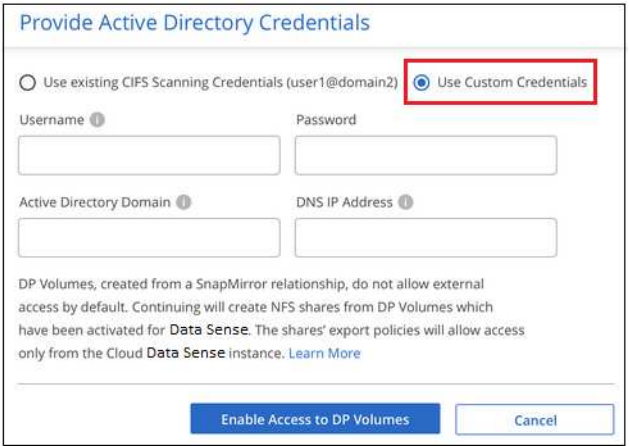 Provide Active Directory Credentials
Use existing CIFS Scanning Credentials (user1@domain2) Use Custom Credentials
Username Password
Active Directory Domain DNS IP Address
DP Volumes, created from a SnapMirror relationship, do not allow external
access by default. Continuing will create NFS shares from DP Volumes which
have been activated for Data Sense. The shares' export policies will allow access
only from the Cloud Data Sense instance. Learn More
Enable Access to DP Volumes Cancel